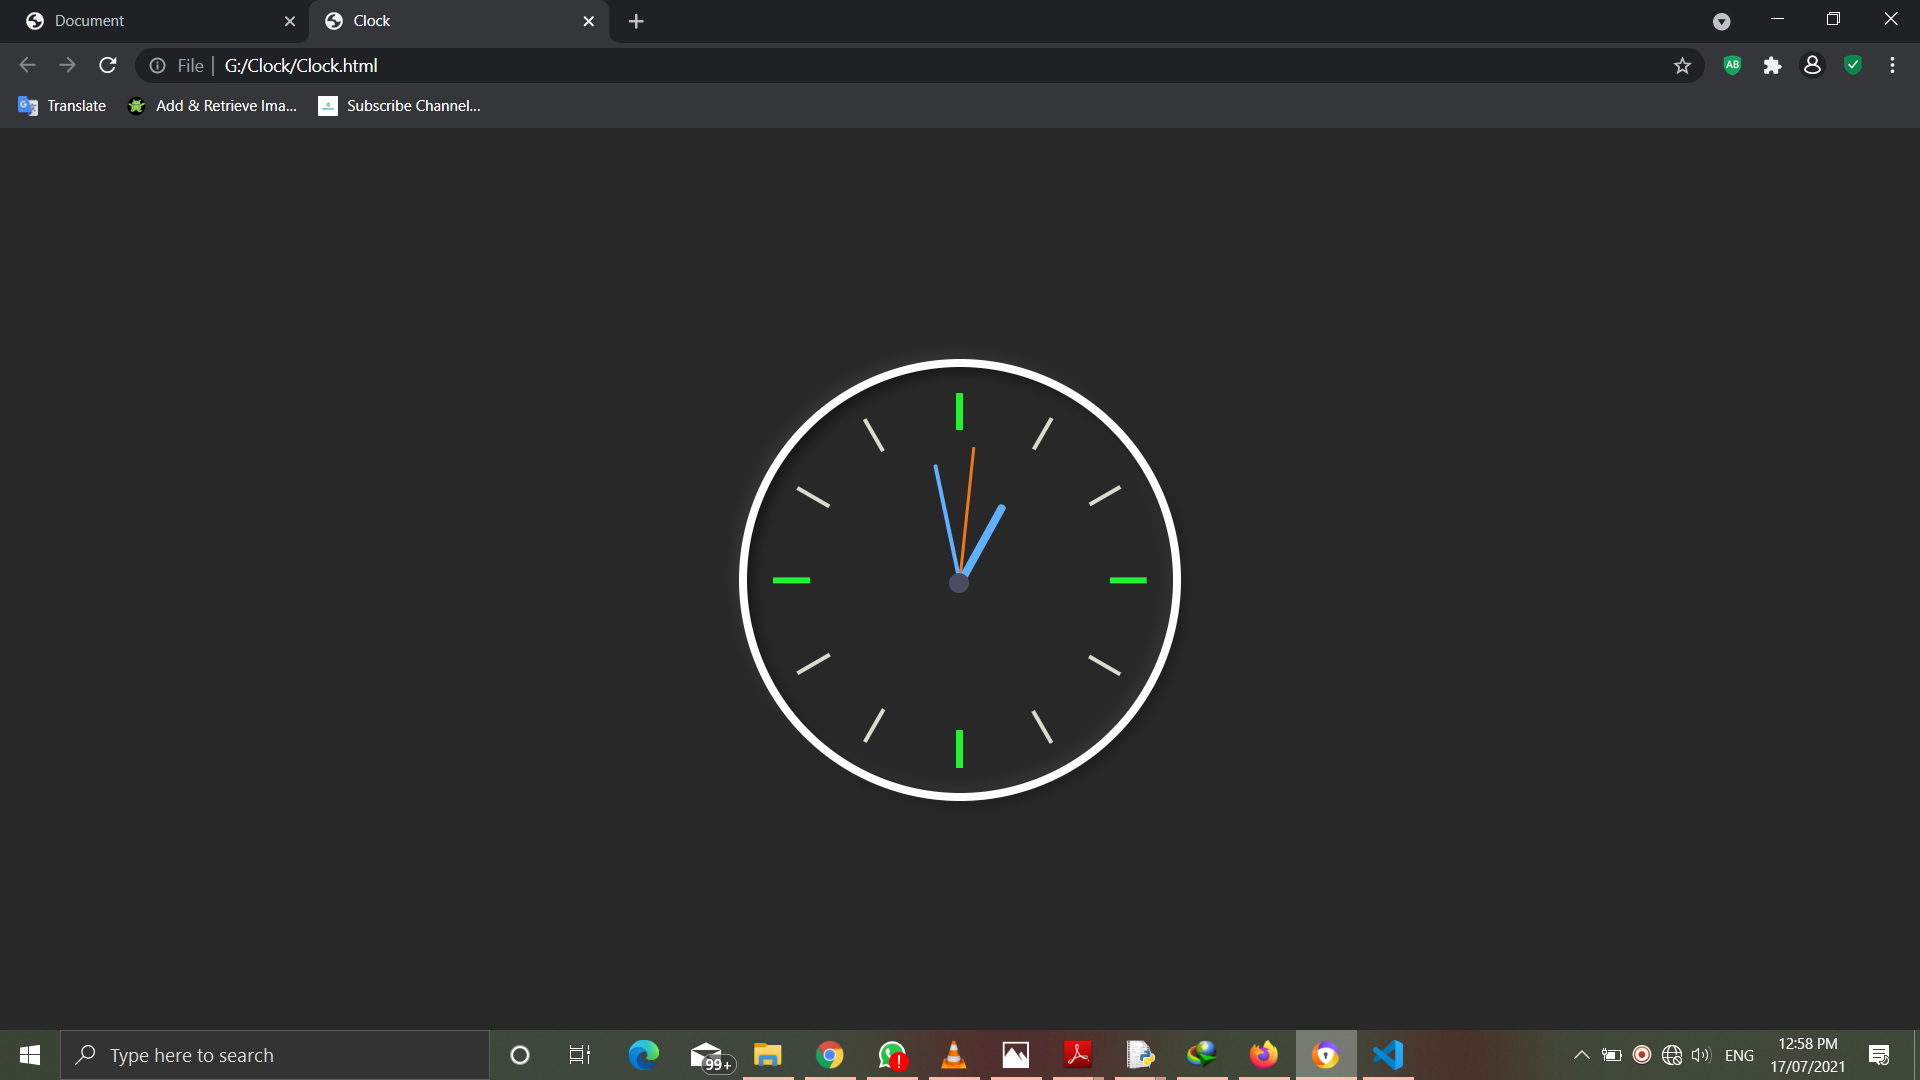 Document
Clock
File
G:/Clock/Clock.html
AB
Translate
Add & Retrieve Ima...
Subscribe Channel...
Type here to search
99+
ENG
12:58 PM
17/07/2021